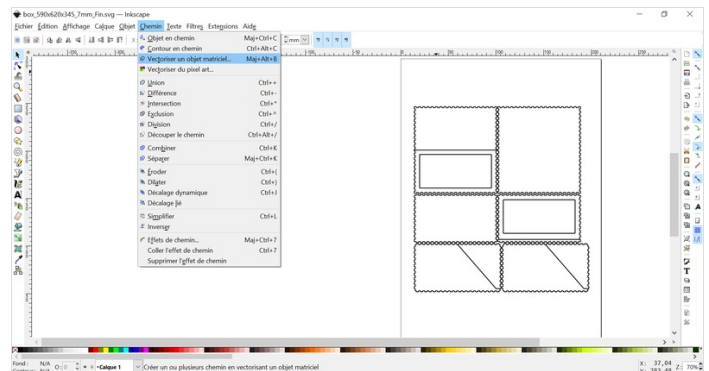 box_590x620x345_7mm_Fin.svg — Inkscape
Fichier Édition Affichage Calque Objet Chemin Texte Filtres Extensions Aide
Objet en chemin Maj+Ctrl+C
Contour en chemin Ctrl+Alt+C
Vectoriser un objet matriciel... Maj+Alt+B
Vectoriser du pixel art...
Union Ctrl++
Différence Ctrl+-
Intersection Ctrl+*
Exclusion Ctrl+^
Division Ctrl+/
Découper le chemin Ctrl+Alt+/
Combiner Ctrl+K
Séparer Maj+Ctrl+K
Éroder Ctrl+(
Dilater Ctrl+)
Décalage dynamique Ctrl+J
Décalage lié
Simplifier Ctrl+L
Inverser
Effets de chemin... Maj+Ctrl+7
Coller l'effet de chemin Ctrl+7
Supprimer l'effet de chemin
mm
Fond : N/A O: 0 •Calque 1 Créer un ou plusieurs chemin en vectorisant un objet matriciel X: 37,04 Z: 70%